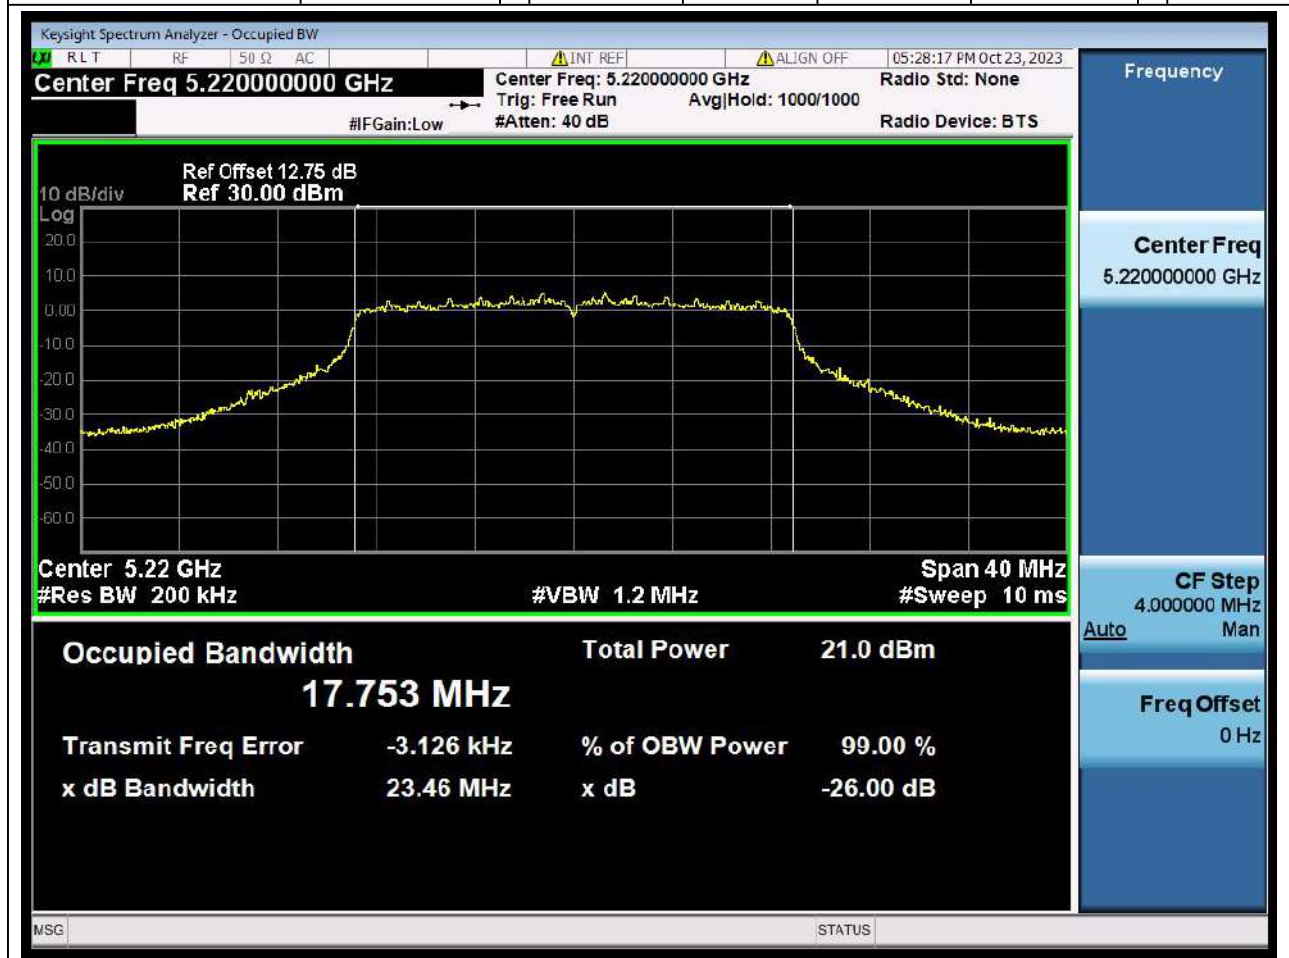 Keysight Spectrum Analyzer - Occupied BW
LXI RLT RF 50 Ω AC INT REF ALIGN OFF 05:28:17 PM Oct 23, 2023
Center Freq 5.220000000 GHz
Center Freq: 5.220000000 GHz
Radio Std: None
Trig: Free Run Avg|Hold: 1000/1000
#IFGain:Low
#Atten: 40 dB
Radio Device: BTS
Ref Offset 12.75 dB
10 dB/div Ref 30.00 dBm
Log
20.0
10.0
0.00
-10.0
-20.0
-30.0
-40.0
-50.0
-60.0
Center 5.22 GHz Span 40 MHz
#Res BW 200 kHz #VBW 1.2 MHz #Sweep 10 ms
Occupied Bandwidth Total Power 21.0 dBm
17.753 MHz
Transmit Freq Error -3.126 kHz % of OBW Power 99.00 %
x dB Bandwidth 23.46 MHz x dB -26.00 dB
MSG STATUS
Frequency
Center Freq
5.220000000 GHz
CF Step
4.000000 MHz
Auto Man
Freq Offset
0 Hz